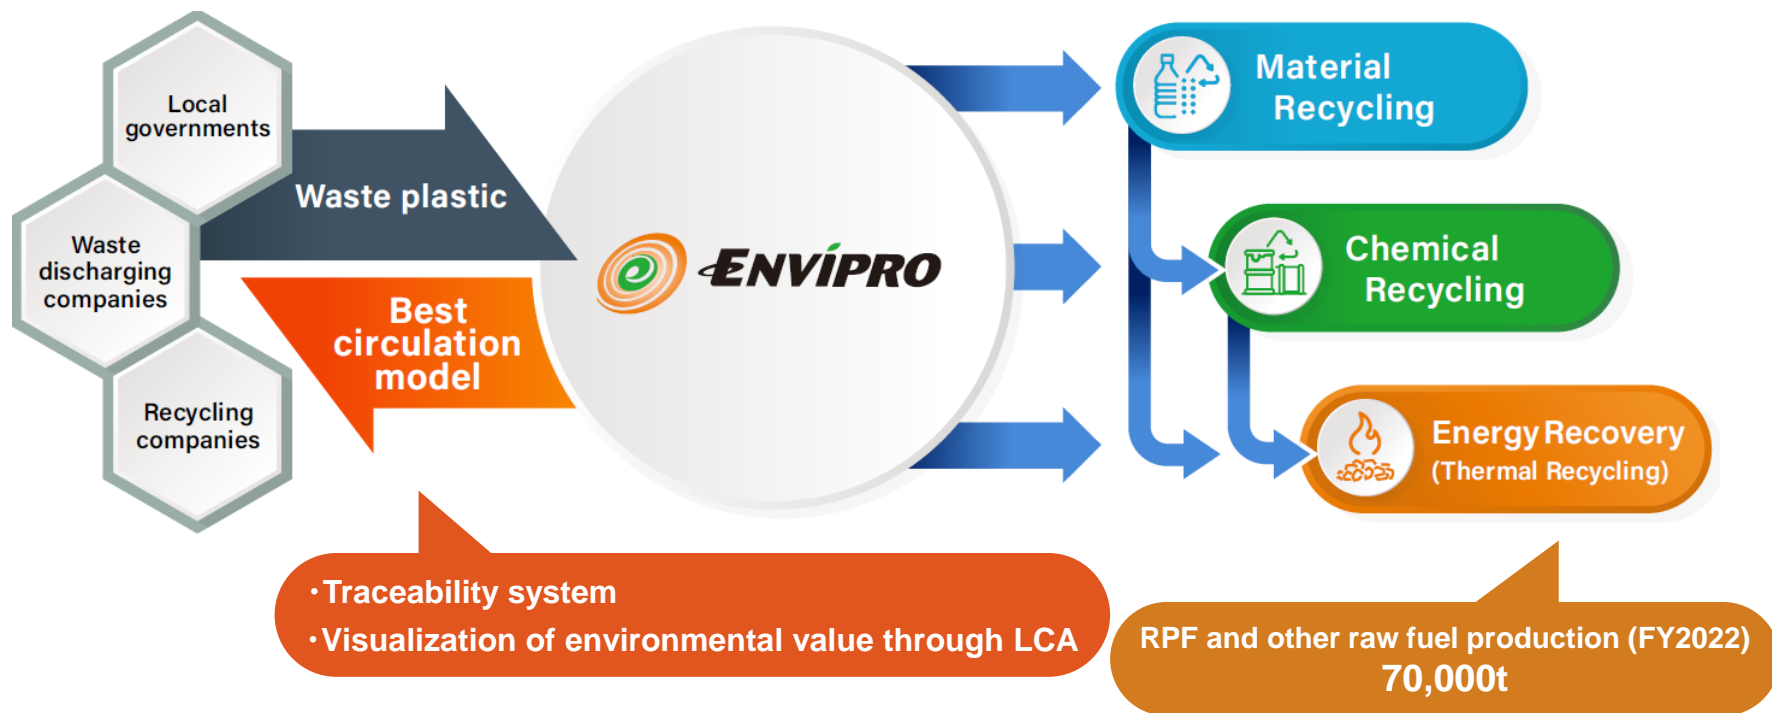 Local
governments
Waste
discharging
companies
Recycling
companies
Waste plastic
Best
circulation
model
ENVIPRO
Material
Recycling
Chemical
Recycling
Energy Recovery
(Thermal Recycling)
・Traceability system
・Visualization of environmental value through LCA
RPF and other raw fuel production (FY2022)
70,000t